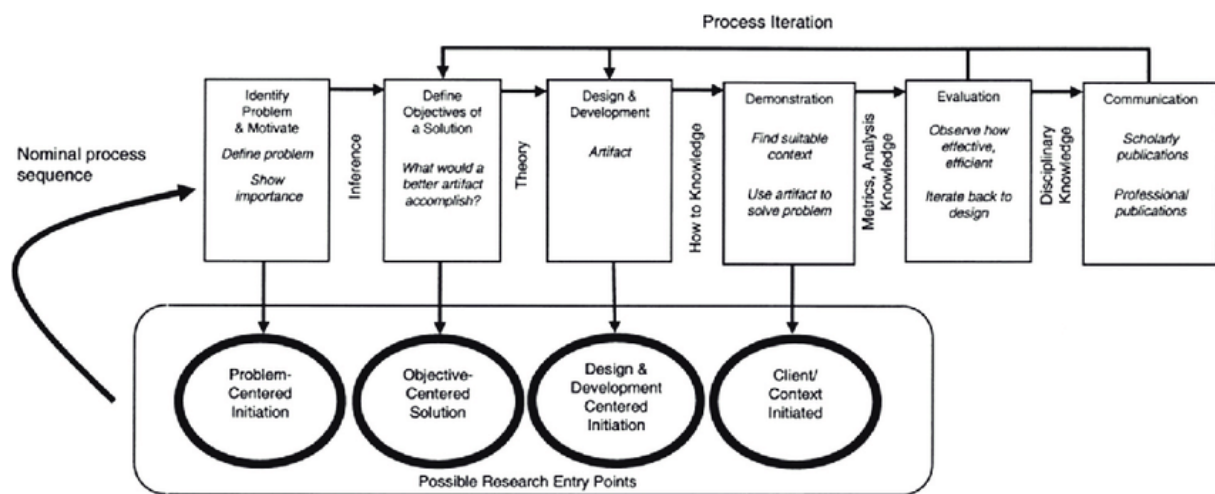 Process Iteration
Nominal process
sequence
Identify
Problem
& Motivate
Define problem
Show
importance
Inference
Define
Objectives of
a Solution
What would a
better artifact
accomplish?
Theory
Design &
Development
Artifact
How to Knowledge
Demonstration
Find suitable
context
Use artifact to
solve problem
Metrics, Analysis
Knowledge
Evaluation
Observe how
effective,
efficient
Iterate back to
design
Disciplinary
Knowledge
Communication
Scholarly
publications
Professional
publications
Problem-
Centered
Initiation
Objective-
Centered
Solution
Design &
Development
Centered
Initiation
Client/
Context
Initiated
Possible Research Entry Points